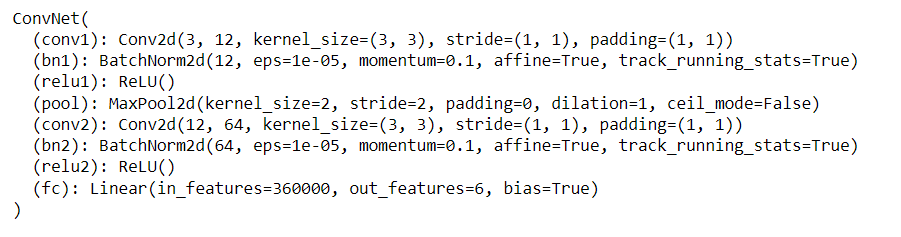 ConvNet(
  (conv1): Conv2d(3, 12, kernel_size=(3, 3), stride=(1, 1), padding=(1, 1))
  (bn1): BatchNorm2d(12, eps=1e-05, momentum=0.1, affine=True, track_running_stats=True)
  (relu1): ReLU()
  (pool): MaxPool2d(kernel_size=2, stride=2, padding=0, dilation=1, ceil_mode=False)
  (conv2): Conv2d(12, 64, kernel_size=(3, 3), stride=(1, 1), padding=(1, 1))
  (bn2): BatchNorm2d(64, eps=1e-05, momentum=0.1, affine=True, track_running_stats=True)
  (relu2): ReLU()
  (fc): Linear(in_features=360000, out_features=6, bias=True)
)